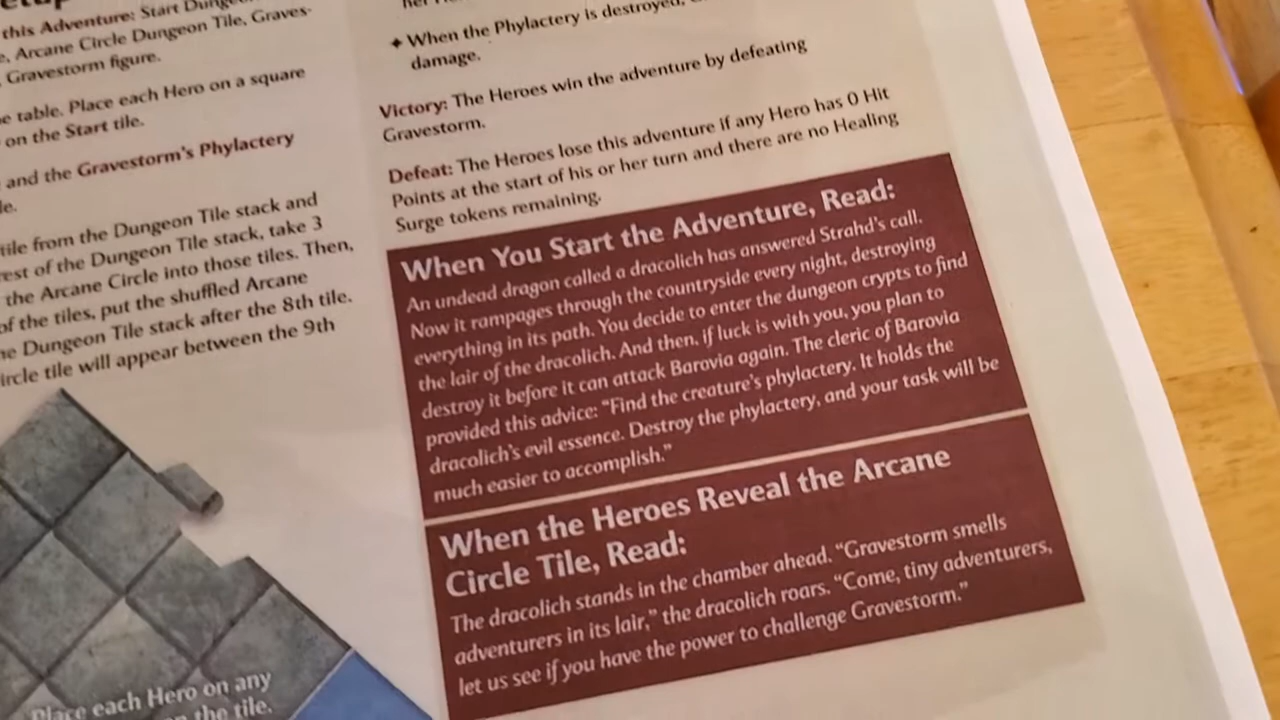 this Adventure: Start
Arcane Circle Dungeon Tile, Graves-
Gravestorm figure.
table. Place each Hero on a square
on the Start tile.
and the Gravestorm's Phylactery
tile from the Dungeon Tile stack and
of the Dungeon Tile stack, take 3
the Arcane Circle into those tiles. Then,
of the tiles, put the shuffled Arcane
Dungeon Tile stack after the 8th tile.
tile will appear between the 9th
Place each Hero on any
the tile.
✦ When the Phylactery is destroyed,
damage.
Victory: The Heroes win the adventure by defeating
Gravestorm.
Defeat: The Heroes lose this adventure if any Hero has 0 Hit
Points at the start of his or her turn and there are no Healing
Surge tokens remaining.
When You Start the Adventure, Read:
An undead dragon called a dracolich has answered Strahd's call.
Now it rampages through the countryside every night, destroying
everything in its path. You decide to enter the dungeon crypts to find
the lair of the dracolich. And then, if luck is with you, you plan to
destroy it before it can attack Barovia again. The cleric of Barovia
provided this advice: “Find the creature's phylactery. It holds the
dracolich's evil essence. Destroy the phylactery, and your task will be
much easier to accomplish.”
When the Heroes Reveal the Arcane
Circle Tile, Read:
The dracolich stands in the chamber ahead. “Gravestorm smells
adventurers in its lair,” the dracolich roars. “Come, tiny adventurers,
let us see if you have the power to challenge Gravestorm.”